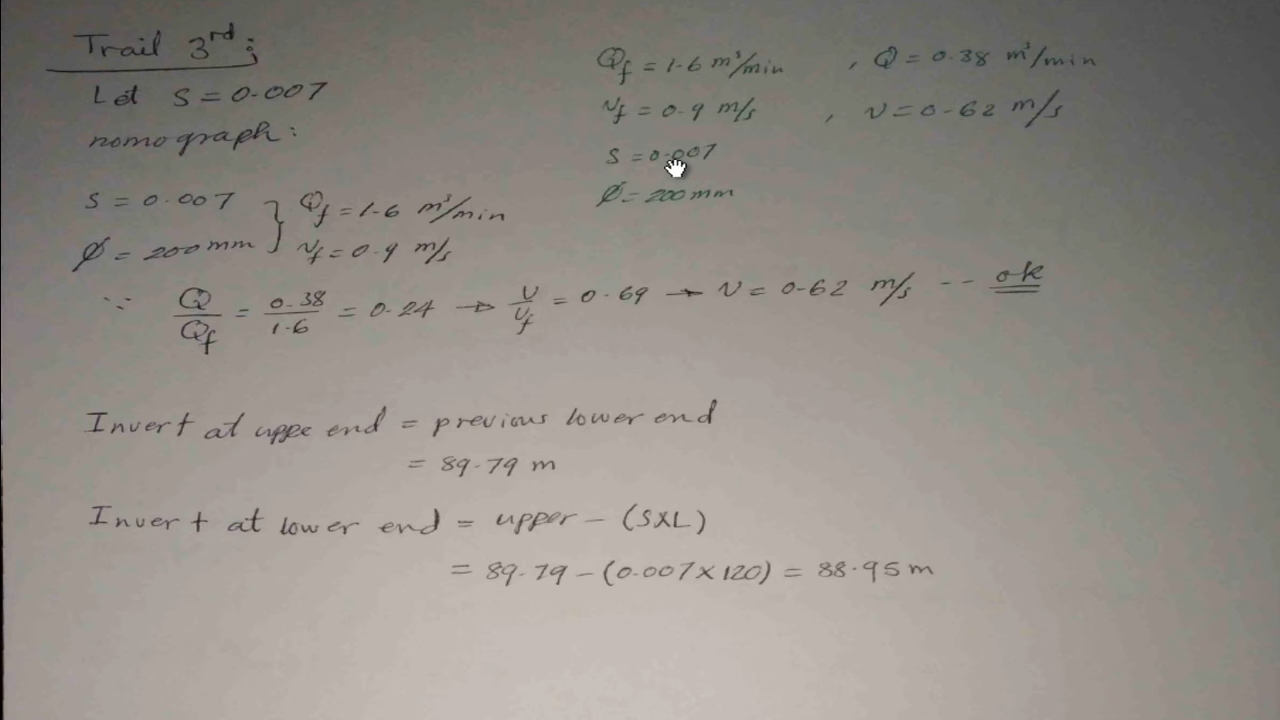 Trail 3rd;
Let S = 0.007
nomograph:
S = 0.007 } Qf = 1.6 m³/min
Ø = 200 mm } vf = 0.9 m/s
Qf = 1.6 m³/min , Q = 0.38 m³/min
vf = 0.9 m/s , v = 0.62 m/s
S = 0.007
Ø = 200 mm
∵ Q/Qf = 0.38/1.6 = 0.24 → v/vf = 0.69 → v = 0.62 m/s -- ok
Invert at uppe end = previous lower end
= 89.79 m
Invert at lower end = upper - (SXL)
= 89.79 - (0.007 x 120) = 88.95 m